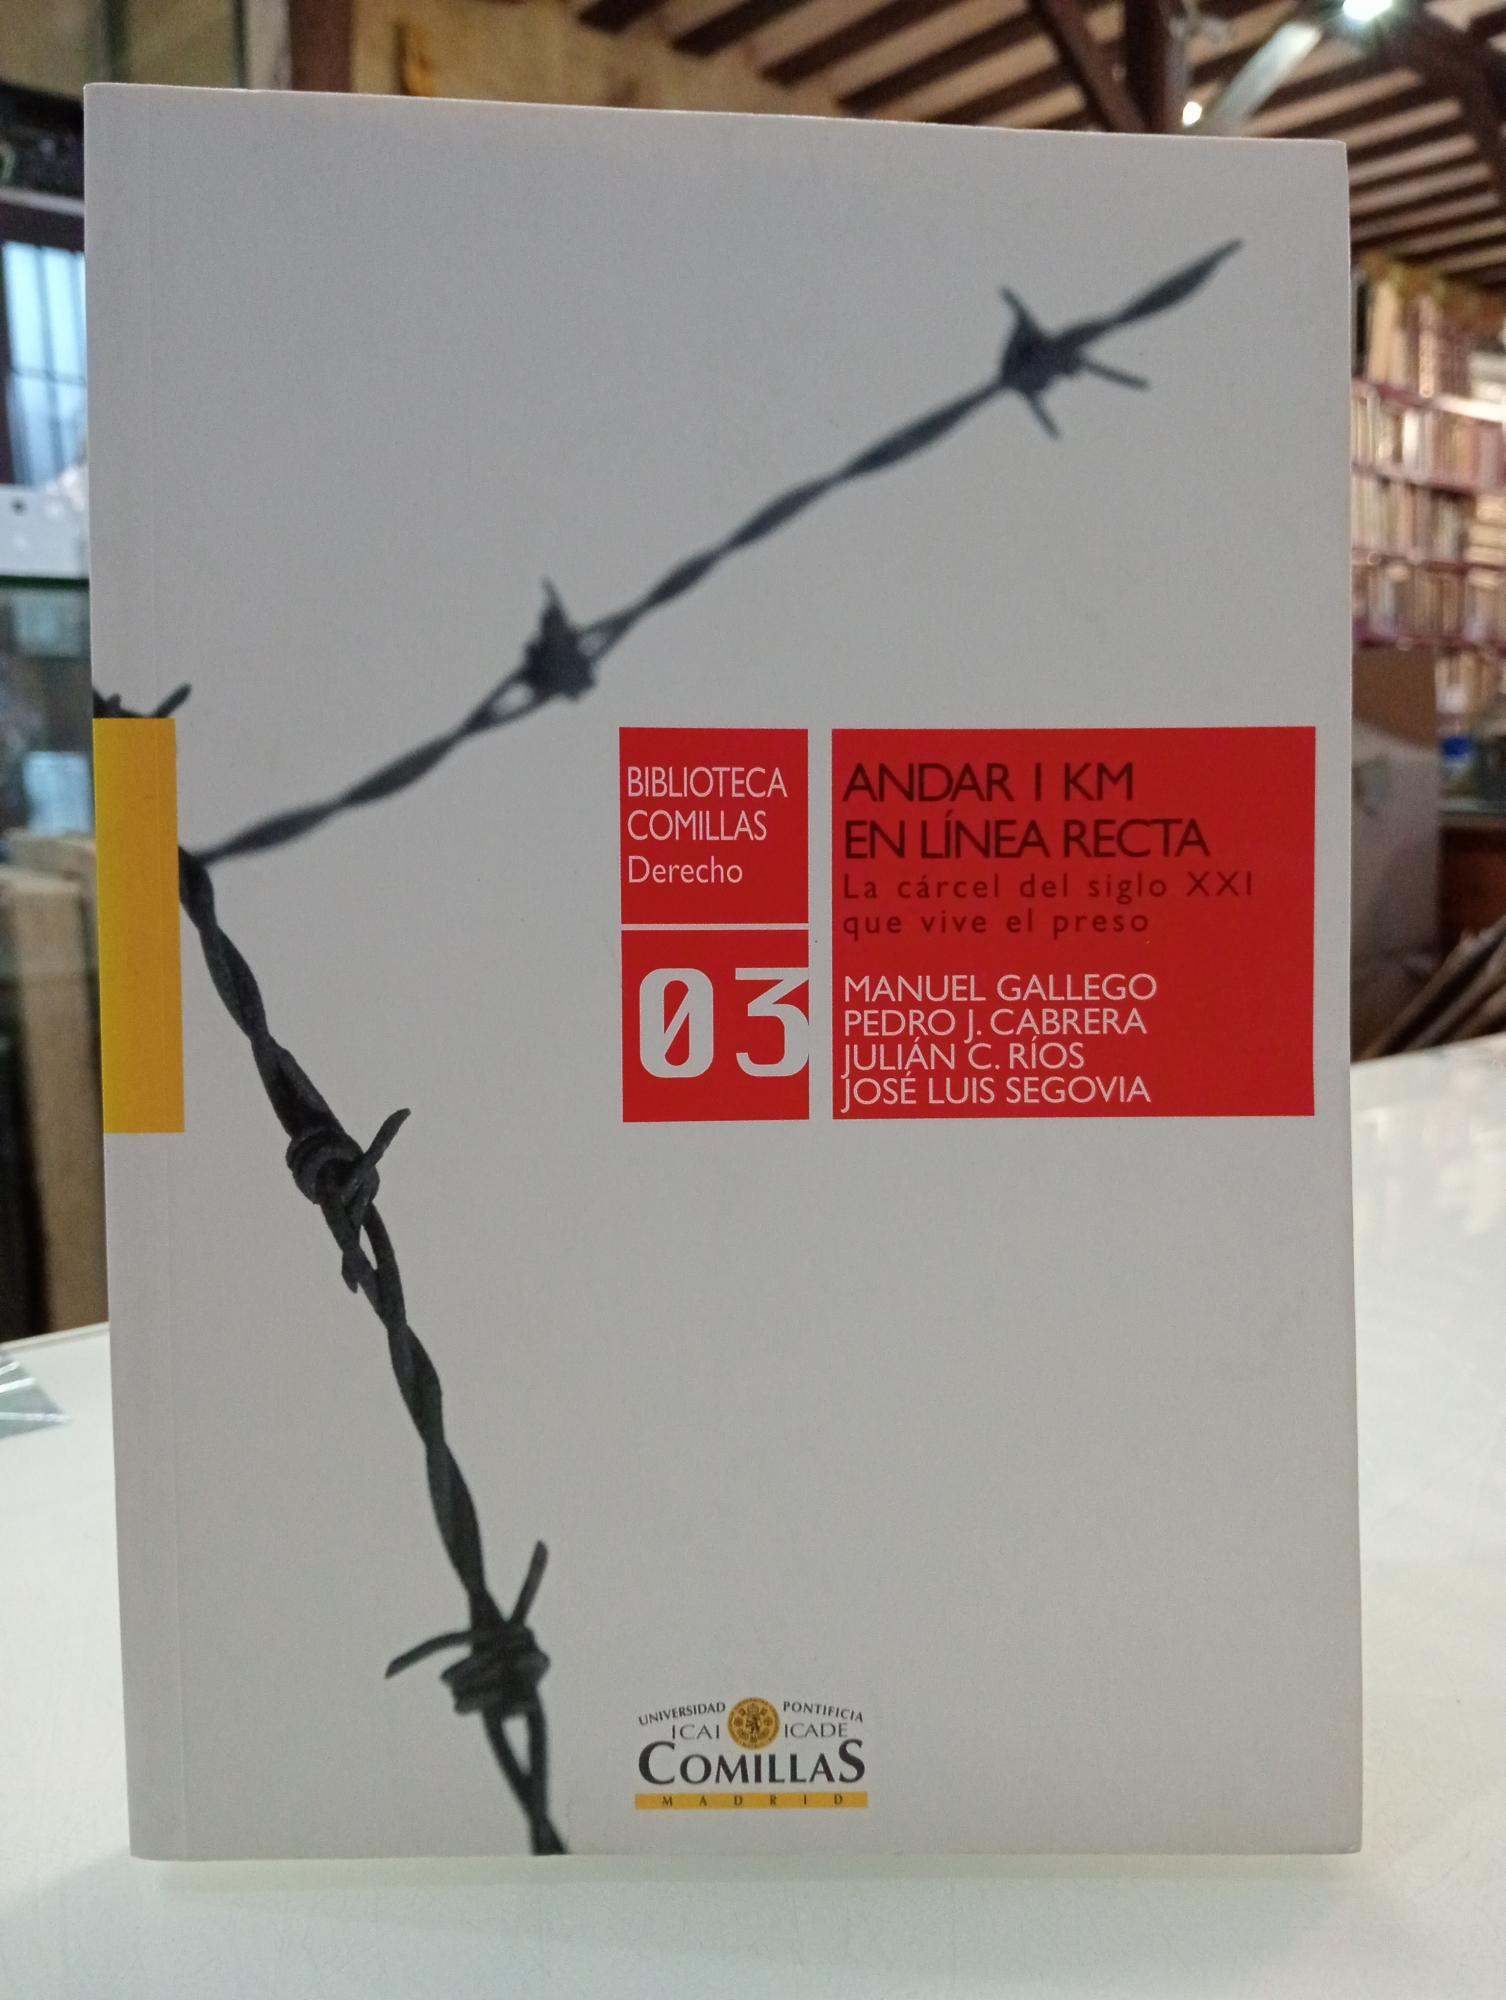 BIBLIOTECA
COMILLAS
Derecho
03
ANDAR 1 KM
EN LÍNEA RECTA
La cárcel del siglo XXI
que vive el preso
MANUEL GALLEGO
PEDRO J. CABRERA
JULIÁN C. RÍOS
JOSÉ LUIS SEGOVIA
UNIVERSIDAD PONTIFICIA
ICAI ICADE
COMILLAS
MADRID